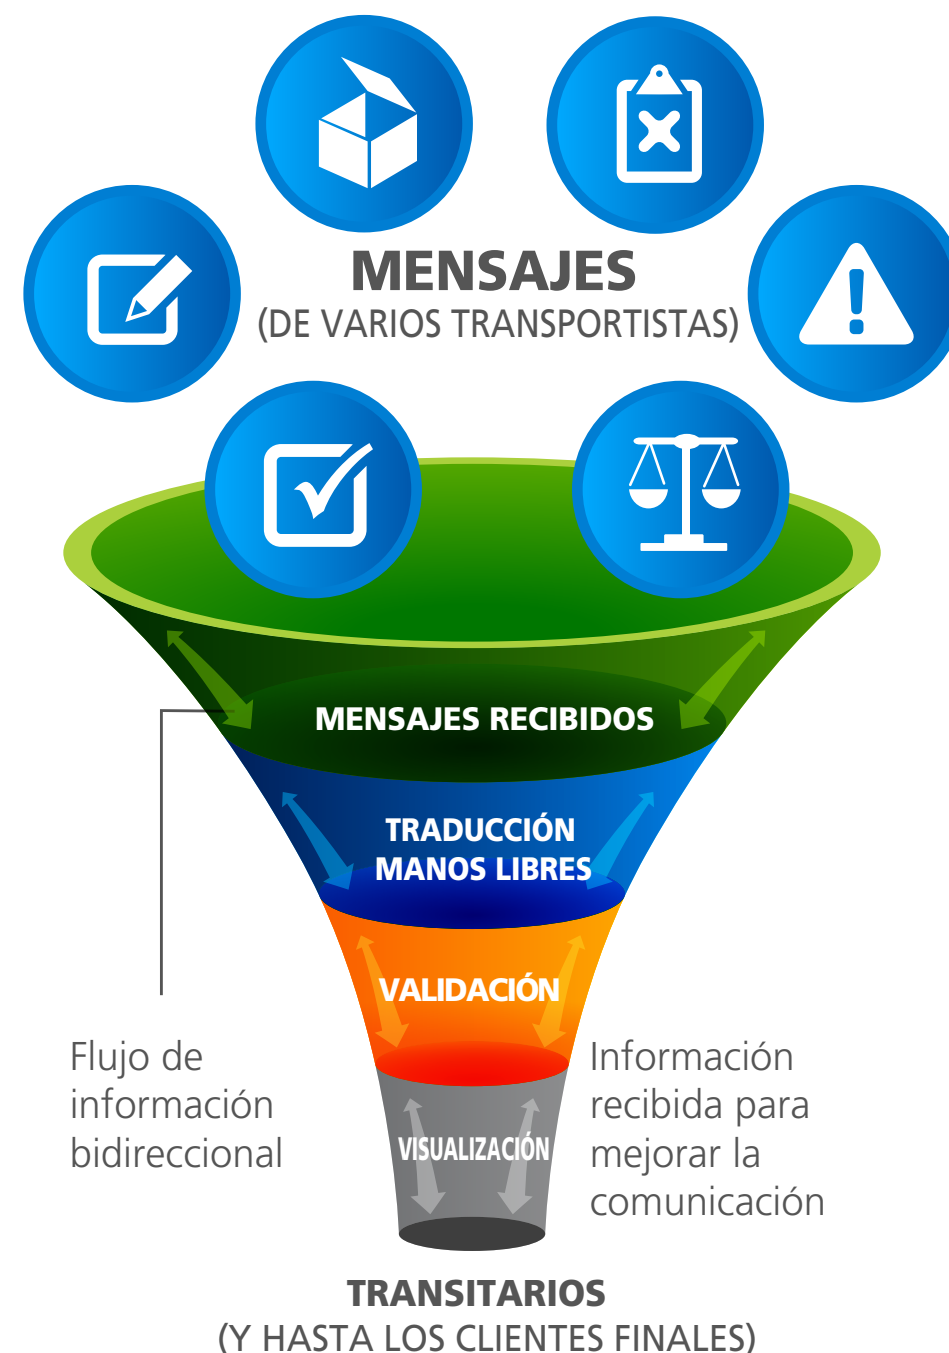 MENSAJES
(DE VARIOS TRANSPORTISTAS)
MENSAJES RECIBIDOS
TRADUCCIÓN
MANOS LIBRES
VALIDACIÓN
VISUALIZACIÓN
Flujo de
información
bidireccional
Información
recibida para
mejorar la
comunicación
TRANSITARIOS
(Y HASTA LOS CLIENTES FINALES)